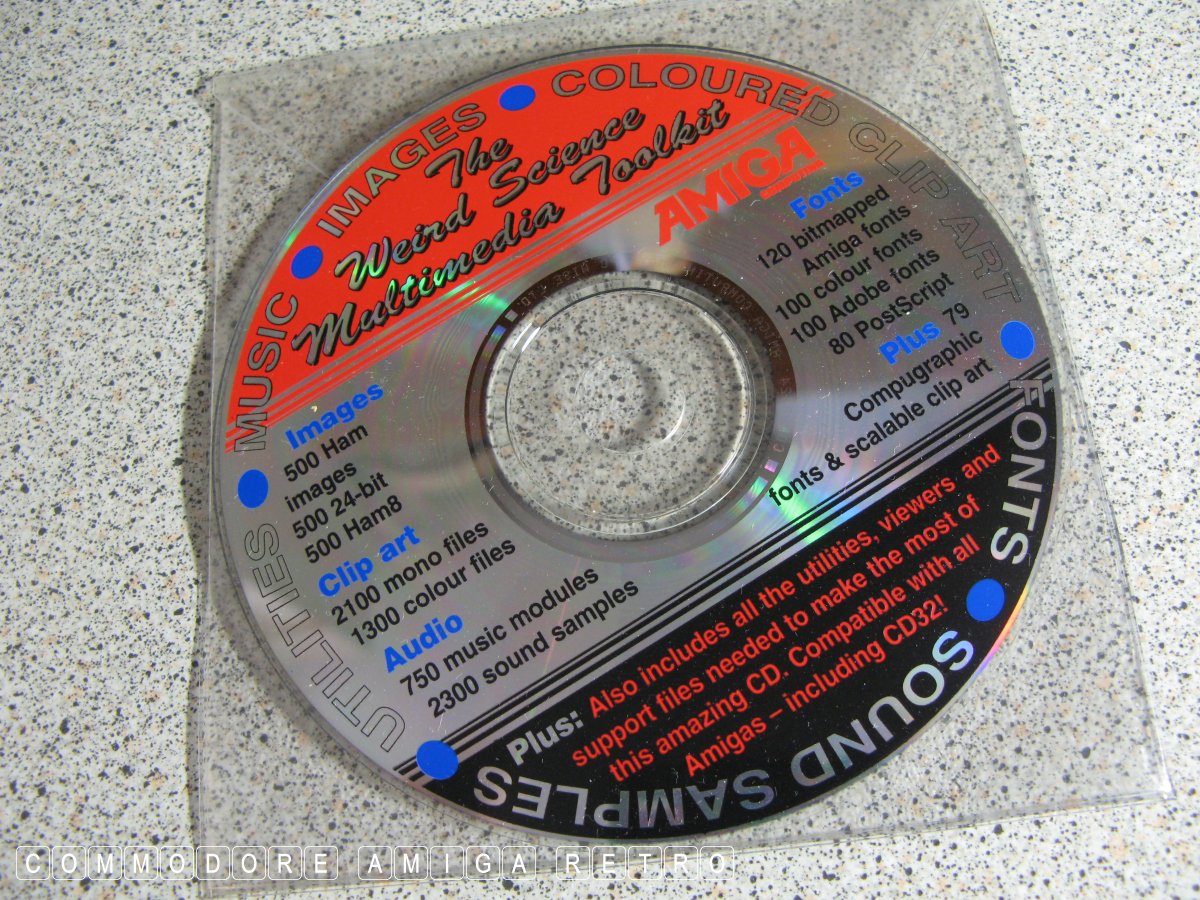 MUSIC
IMAGES
COLOURED CLIP ART
FONTS
SOUND SAMPLES
UTILITIES
The
Weird Science
Multimedia Toolkit
AMIGA
Fonts
120 bitmapped
Amiga fonts
100 colour fonts
100 Adobe fonts
80 PostScript
Plus 79
Compugraphic
fonts & scalable clip art
Images
500 Ham
images
500 24-bit
500 Ham8
Clip art
2100 mono files
1300 colour files
Audio
750 music modules
2300 sound samples
Plus: Also includes all the utilities, viewers and
support files needed to make the most of
this amazing CD. Compatible with all
Amigas – including CD32!
COMMODORE AMIGA RETRO